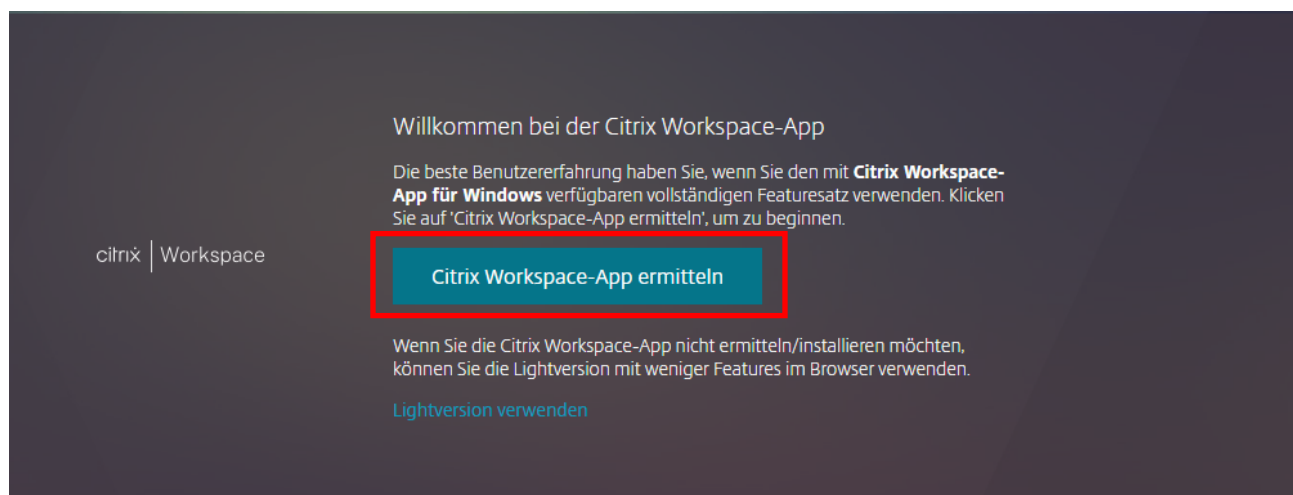 Willkommen bei der Citrix Workspace-App
Die beste Benutzererfahrung haben Sie, wenn Sie den mit Citrix Workspace-
App für Windows verfügbaren vollständigen Featuresatz verwenden. Klicken
Sie auf 'Citrix Workspace-App ermitteln', um zu beginnen.
citrix | Workspace
Citrix Workspace-App ermitteln
Wenn Sie die Citrix Workspace-App nicht ermitteln/installieren möchten,
können Sie die Lightversion mit weniger Features im Browser verwenden.
Lightversion verwenden